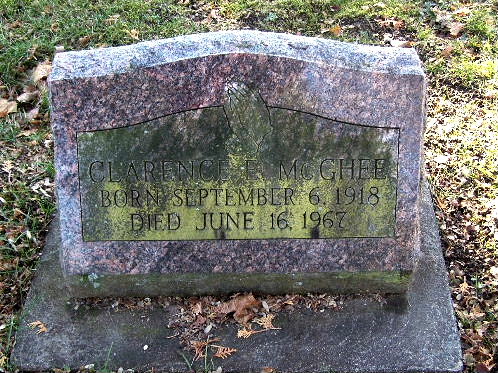 CLARENCE E. McGHEE
BORN SEPTEMBER 6, 1918
DIED JUNE 16, 1967